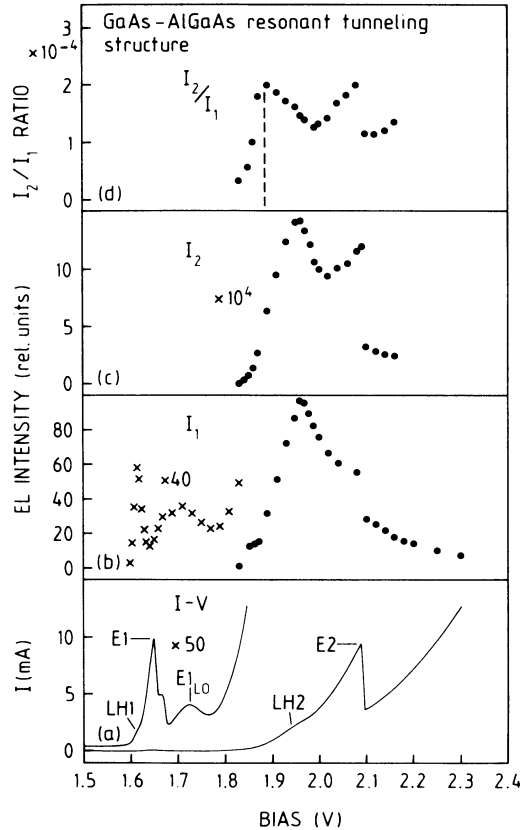 GaAs-AlGaAs resonant tunneling
structure
×10⁻⁴
I₂/I₁ RATIO
3
2
1
0
I₂/I₁
(d)
EL INTENSITY (rel. units)
10
5
0
I₂
× 10⁴
(c)
80
60
40
20
0
I₁
× 40
(b)
I (mA)
10
5
0
I-V
× 50
E1
LH1
E1LO
LH2
E2
(a)
1.5 1.6 1.7 1.8 1.9 2.0 2.1 2.2 2.3 2.4
BIAS (V)